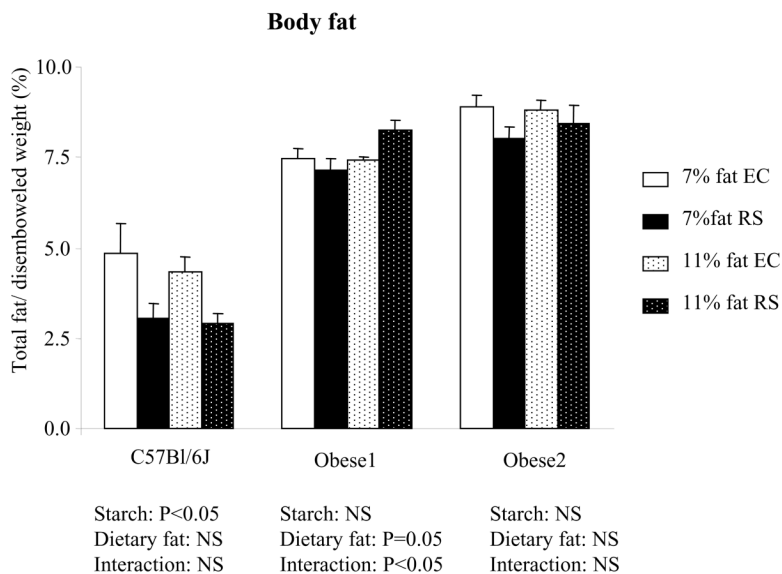 Body fat
Total fat/ disemboweled weight (%)
10.0
7.5
5.0
2.5
0.0
7% fat EC
7%fat RS
11% fat EC
11% fat RS
C57Bl/6J
Obese1
Obese2
Starch: P<0.05
Dietary fat: NS
Interaction: NS
Starch: NS
Dietary fat: P=0.05
Interaction: P<0.05
Starch: NS
Dietary fat: NS
Interaction: NS